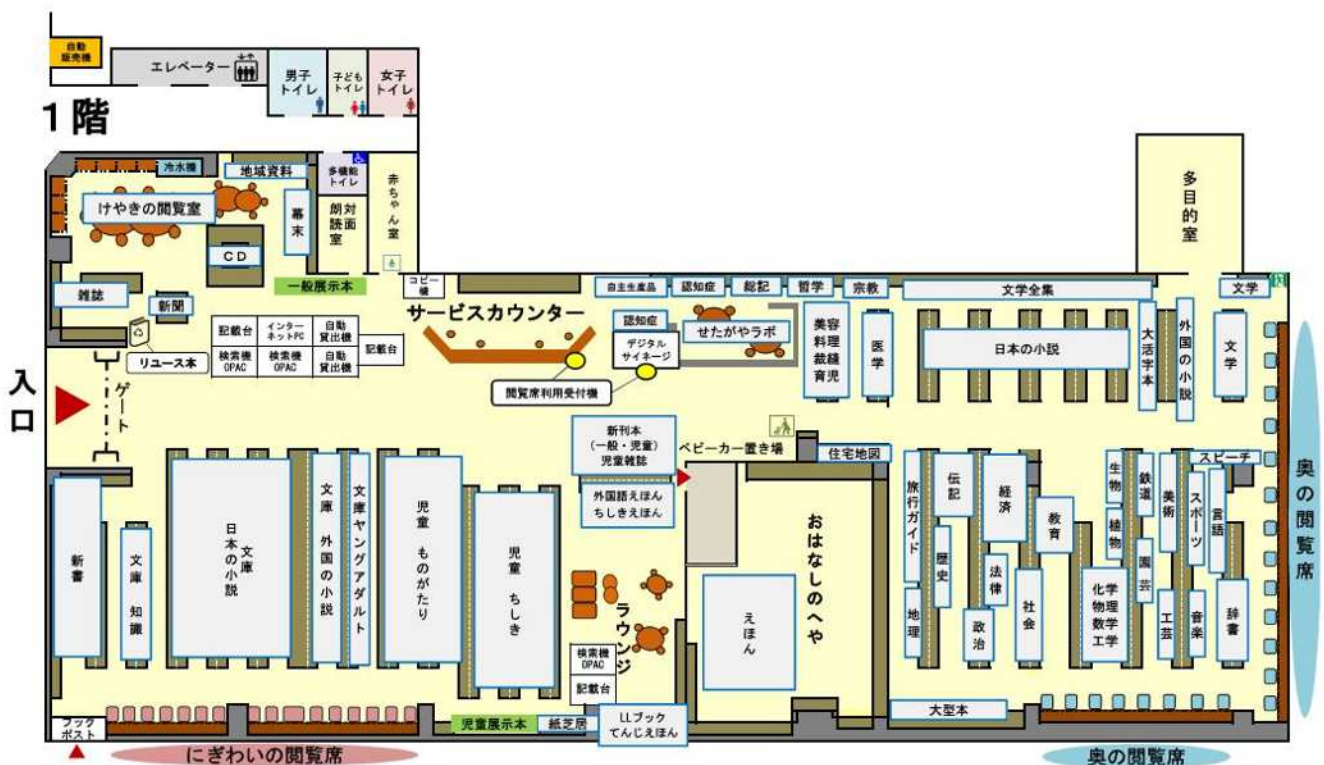 自動
販売機
エレベーター
男子
トイレ
子ども
トイレ
女子
トイレ
1階
冷水機
地域資料
多機能
トイレ
赤ちゃん室
けやきの閲覧室
幕末
対面
朗読室
CD
多目的室
雑誌
新聞
一般展示本
コピー
機
サービスカウンター
自主生産品
認知症
総記
哲学
宗教
文学全集
文学
認知症
せたがやラボ
デジタル
サイネージ
美容
料理
裁縫
育児
医学
日本の小説
大活字本
外国の小説
文学
リユース本
記載台
インター
ネットPC
自動
貸出機
検索機
OPAC
検索機
OPAC
自動
貸出機
記載台
閲覧席利用受付機
入口
ゲート
新刊本
(一般・児童)
児童雑誌
ベビーカー置き場
住宅地図
外国語えほん
ちしきえほん
スピーチ
新書
文庫 知識
文庫
日本の小説
文庫 外国の小説
文庫ヤングアダルト
児童 ものがたり
児童 ちしき
ラウンジ
検索機
OPAC
記載台
おはなしのへや
えほん
旅行ガイド
地理
伝記
歴史
経済
法律
政治
教育
社会
生物
植物
化学
物理
数学
工学
鉄道
園芸
美術
工芸
スポーツ
音楽
言語
辞書
奥の閲覧席
大型本
ブック
ポスト
児童展示本
紙芝居
LLブック
てんじえほん
にぎわいの閲覧席
奥の閲覧席